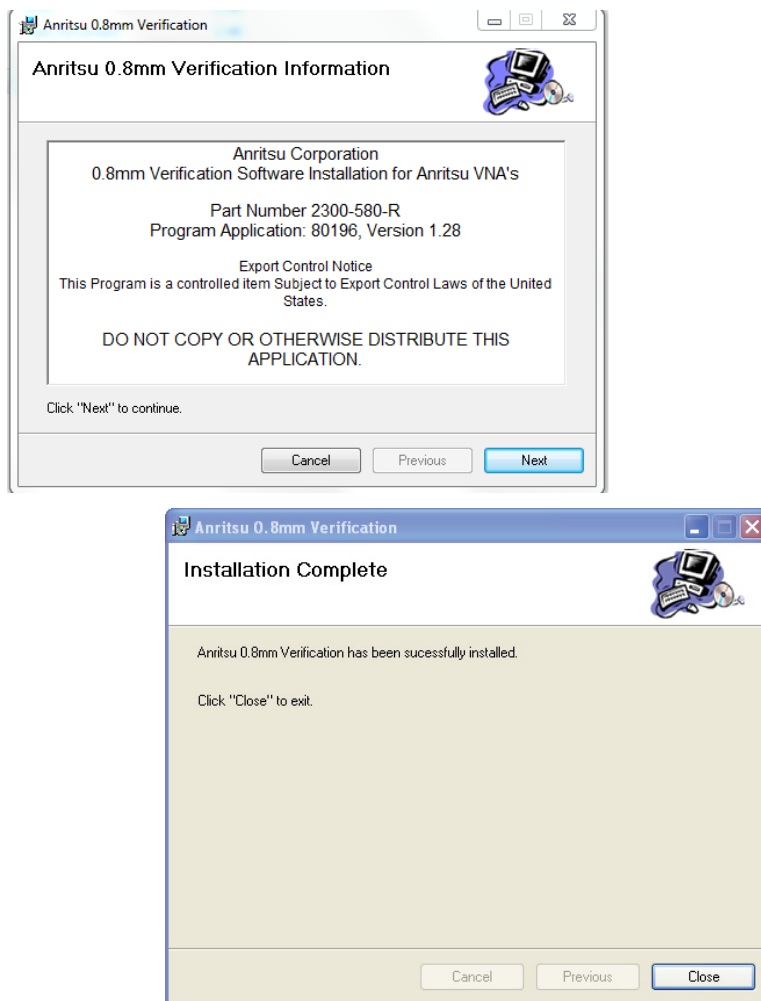 Anritsu 0.8mm Verification
Anritsu 0.8mm Verification Information
Anritsu Corporation
0.8mm Verification Software Installation for Anritsu VNA's
Part Number 2300-580-R
Program Application: 80196, Version 1.28
Export Control Notice
This Program is a controlled item Subject to Export Control Laws of the United
States.
DO NOT COPY OR OTHERWISE DISTRIBUTE THIS
APPLICATION.
Click "Next" to continue.
Cancel Previous Next
Anritsu 0.8mm Verification
Installation Complete
Anritsu 0.8mm Verification has been sucessfully installed.
Click "Close" to exit.
Cancel Previous Close